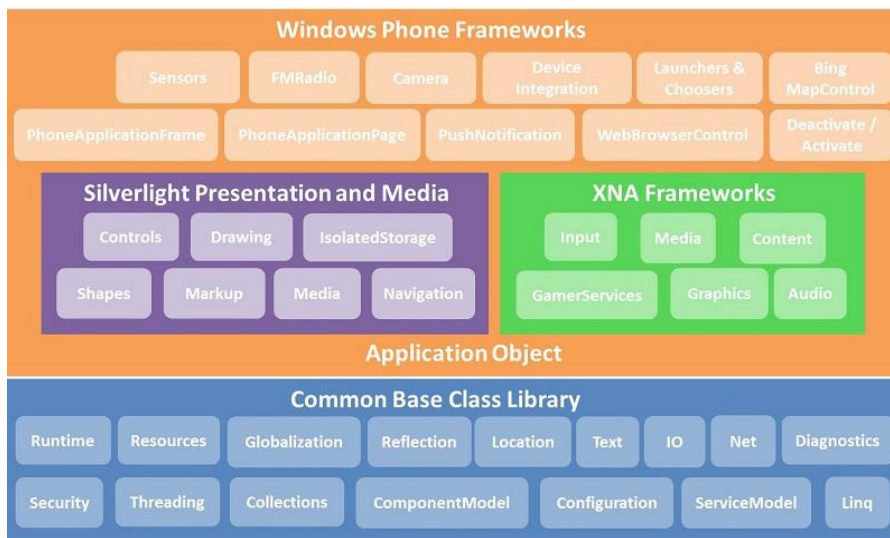 Windows Phone Frameworks
Sensors
FMRadio
Camera
Device
Integration
Launchers &
Choosers
Bing
MapControl
PhoneApplicationFrame
PhoneApplicationPage
PushNotification
WebBrowserControl
Deactivate /
Activate
Silverlight Presentation and Media
Controls
Drawing
IsolatedStorage
Shapes
Markup
Media
Navigation
XNA Frameworks
Input
Media
Content
GamerServices
Graphics
Audio
Application Object
Common Base Class Library
Runtime
Resources
Globalization
Reflection
Location
Text
IO
Net
Diagnostics
Security
Threading
Collections
ComponentModel
Configuration
ServiceModel
Linq